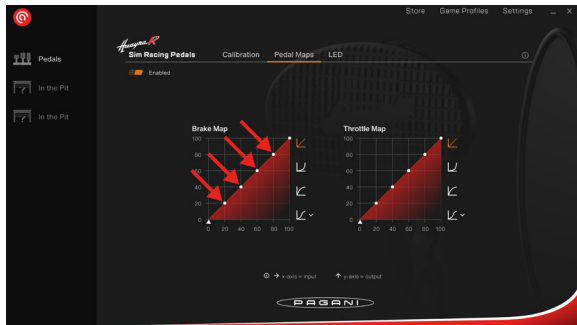 Store Game Profiles Settings
Huayra R
Sim Racing Pedals Calibration Pedal Maps LED
Pedals
Enabled
In the Pit
In the Pit
Brake Map Throttle Map
100 100
80 80
60 60
40 40
20 20
0 0
0 20 40 60 80 100 0 20 40 60 80 100
x-axis = input y-axis = output
PAGANI